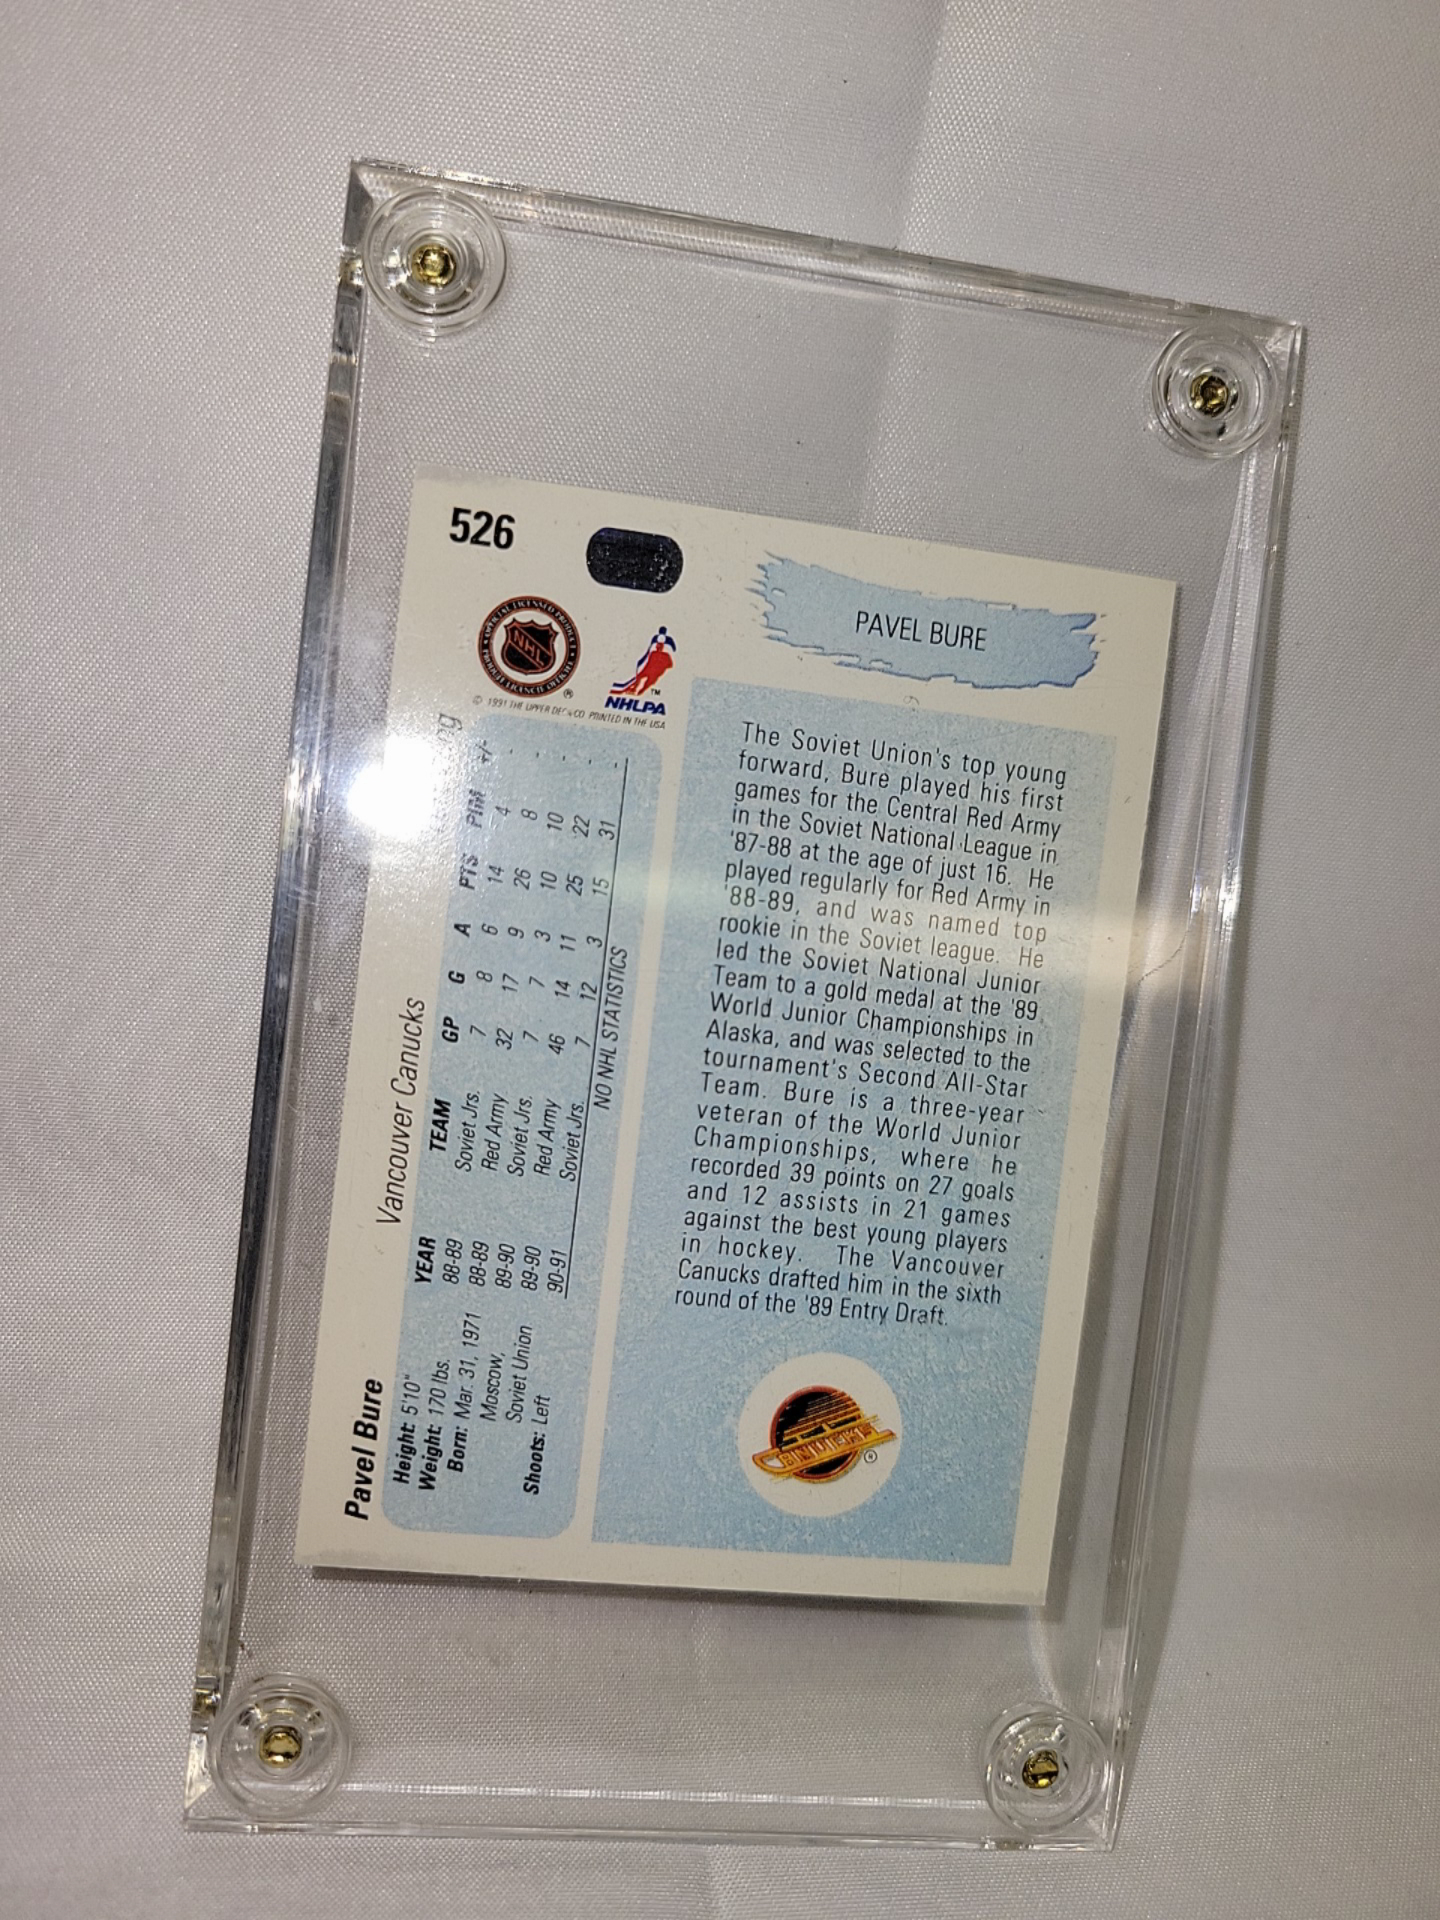 526
NHL
NHLPA
TM
®
© 1991 THE UPPER DECK CO. PRINTED IN THE USA
PAVEL BURE
The Soviet Union's top young
forward, Bure played his first
games for the Central Red Army
in the Soviet National League in
'87-88 at the age of just 16. He
played regularly for Red Army in
'88-89, and was named top
rookie in the Soviet league. He
led the Soviet National Junior
Team to a gold medal at the '89
World Junior Championships in
Alaska, and was selected to the
tournament's Second All-Star
Team. Bure is a three-year
veteran of the World Junior
Championships, where he
recorded 39 points on 27 goals
and 12 assists in 21 games
against the best young players
in hockey. The Vancouver
Canucks drafted him in the sixth
round of the '89 Entry Draft.
®
Pavel Bure Vancouver Canucks
Height: 5'10"
Weight: 170 lbs.
Born: Mar. 31, 1971
Moscow,
Soviet Union
Shoots: Left
YEAR TEAM GP G A PTS PIM +/-
88-89 Soviet Jrs. 7 8 6 14 4 -
88-89 Red Army 32 17 9 26 8 -
89-90 Soviet Jrs. 7 7 3 10 10 -
89-90 Red Army 46 14 11 25 22 -
90-91 Soviet Jrs. 7 12 3 15 31 -
NO NHL STATISTICS